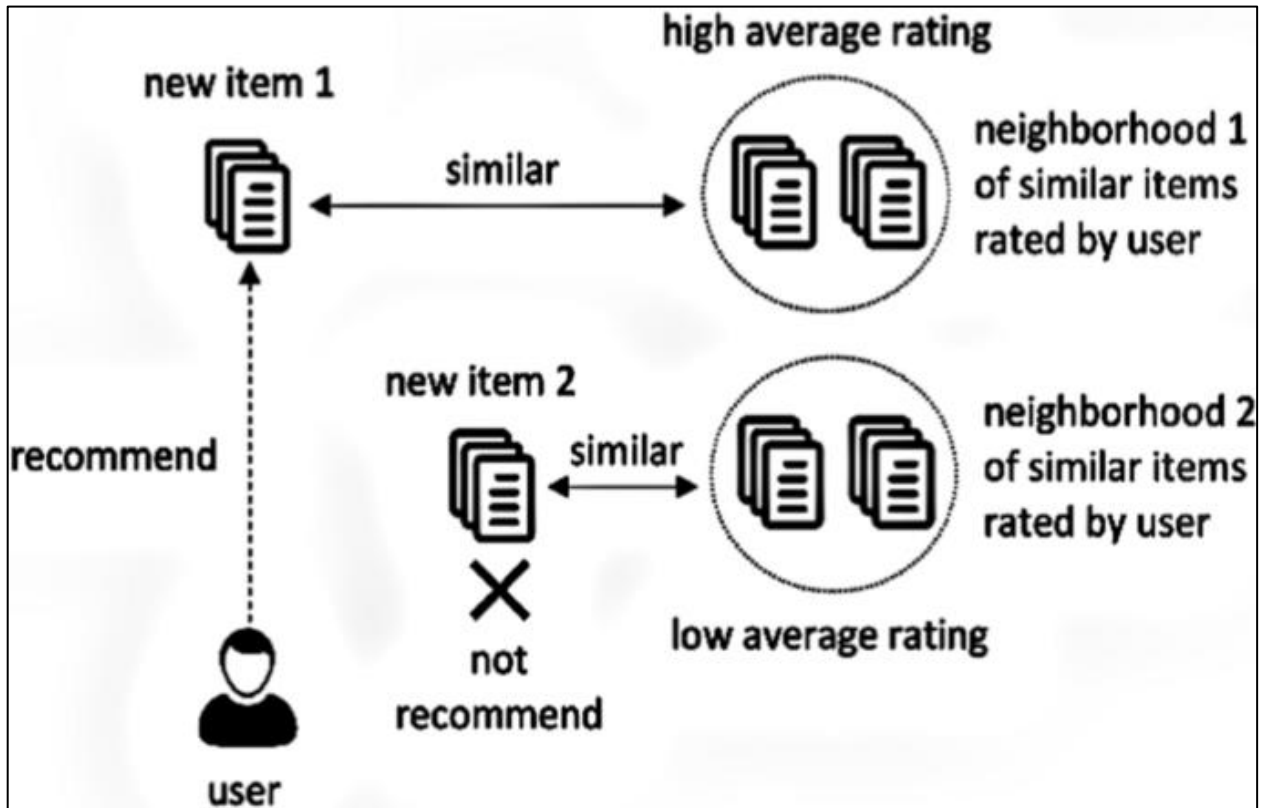 high average rating
new item 1
similar
neighborhood 1
of similar items
rated by user
new item 2
similar
neighborhood 2
of similar items
rated by user
recommend
low average rating
not
recommend
user